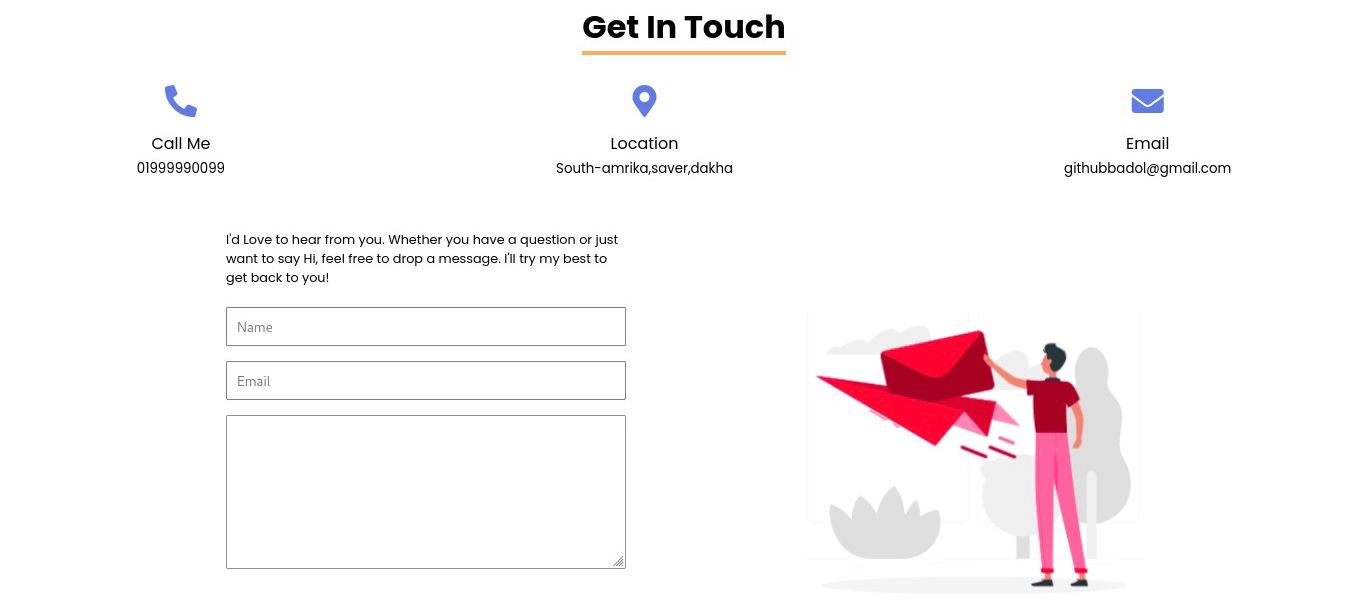 Get In Touch
Call Me
01999990099
Location
South-amrika,saver,dakha
Email
githubbadol@gmail.com
I'd Love to hear from you. Whether you have a question or just
want to say Hi, feel free to drop a message. I'll try my best to
get back to you!
Name
Email